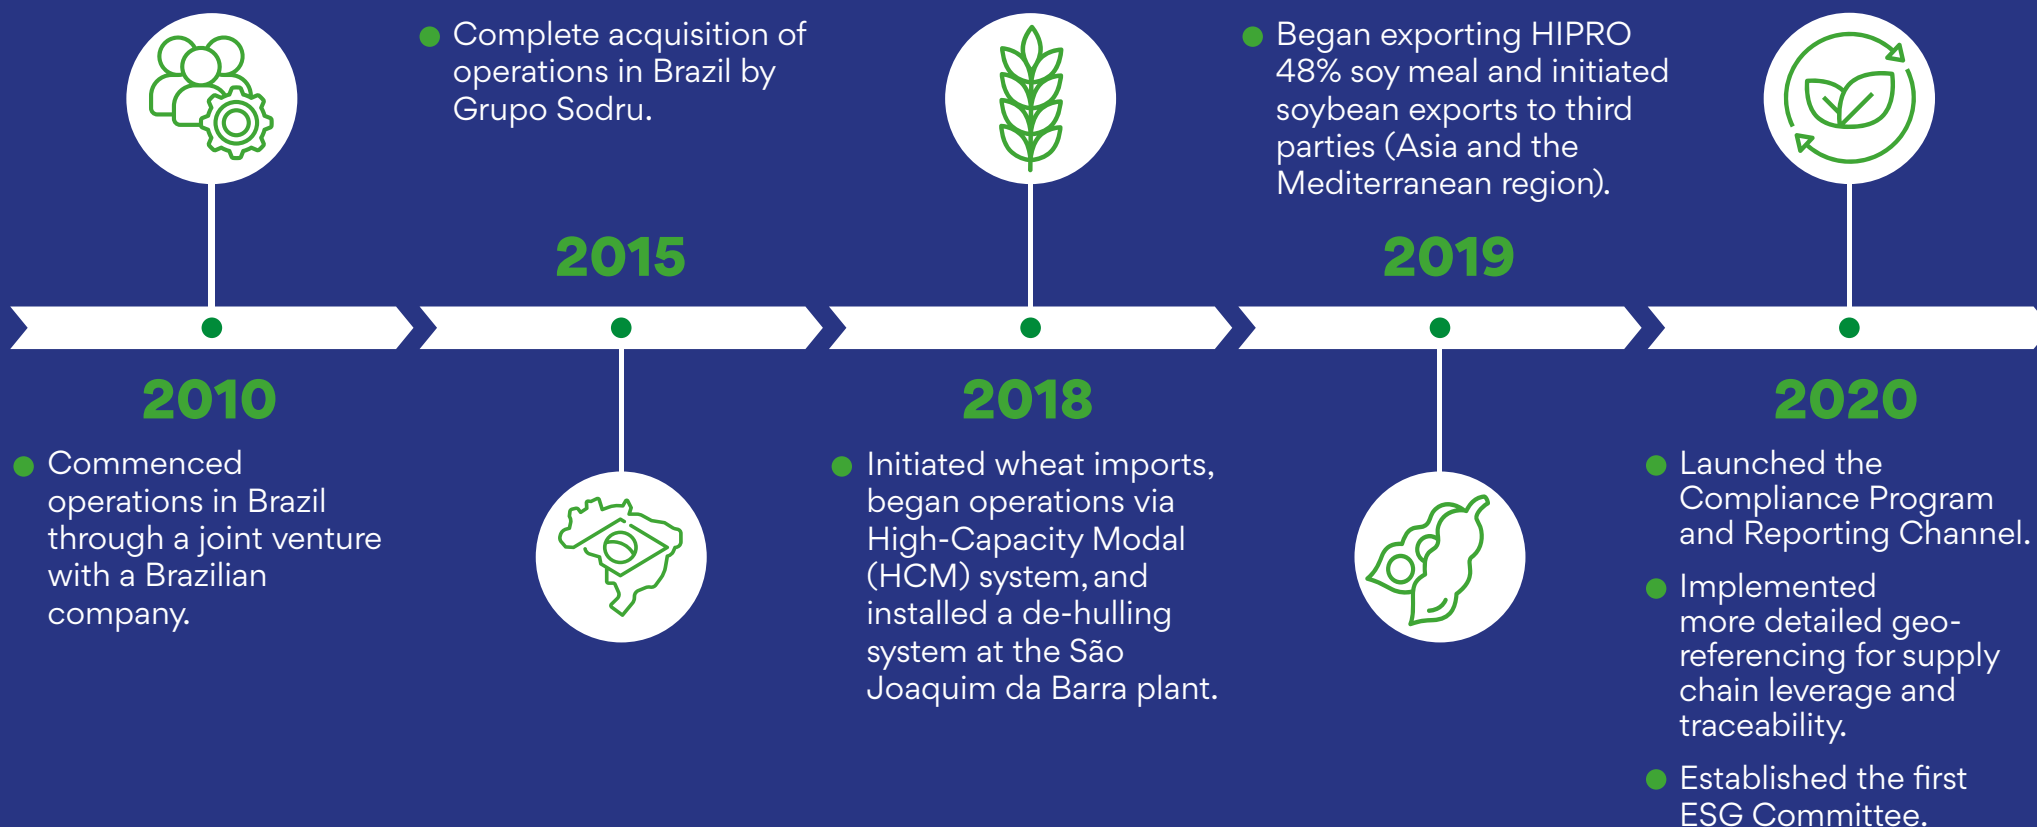 2010
Commenced
operations in Brazil
through a joint venture
with a Brazilian
company.
Complete acquisition of
operations in Brazil by
Grupo Sodru.
2015
2018
Initiated wheat imports,
began operations via
High-Capacity Modal
(HCM) system, and
installed a de-hulling
system at the São
Joaquim da Barra plant.
Began exporting HIPRO
48% soy meal and initiated
soybean exports to third
parties (Asia and the
Mediterranean region).
2019
2020
Launched the
Compliance Program
and Reporting Channel.
Implemented
more detailed geo-
referencing for supply
chain leverage and
traceability.
Established the first
ESG Committee.